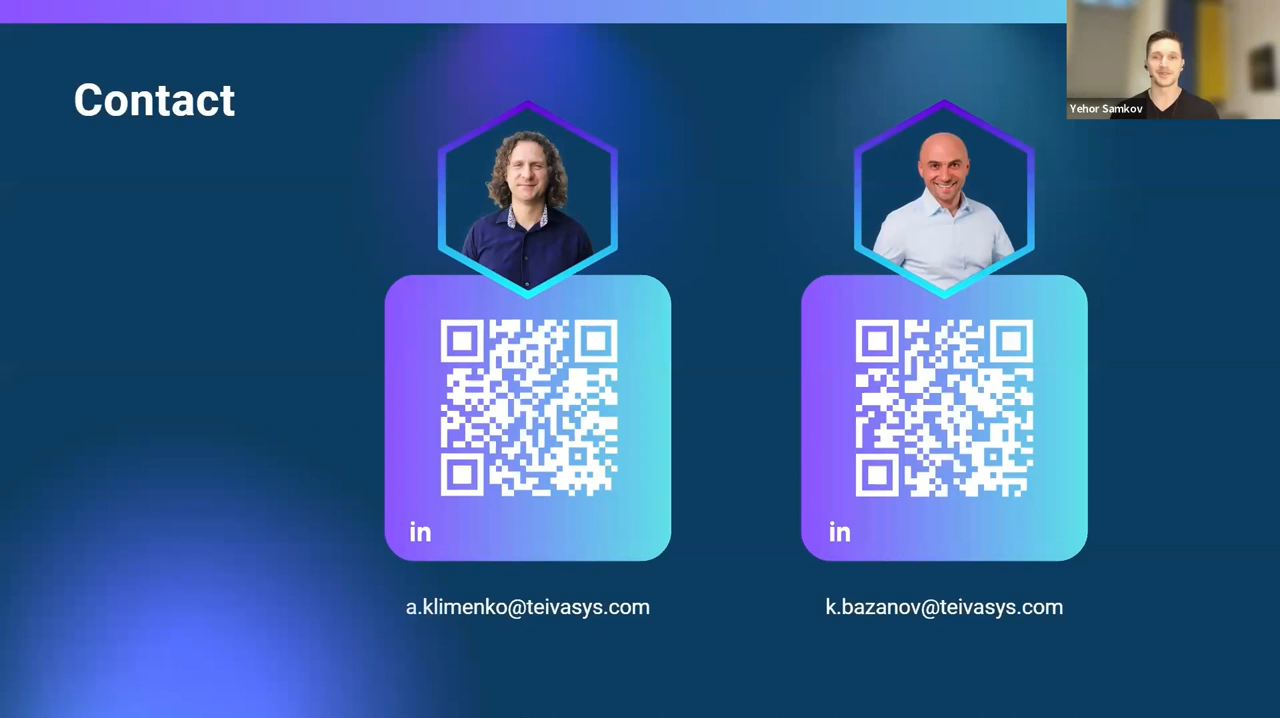 Contact
Yehor Samkov
in
in
a.klimenko@teivasys.com
k.bazanov@teivasys.com